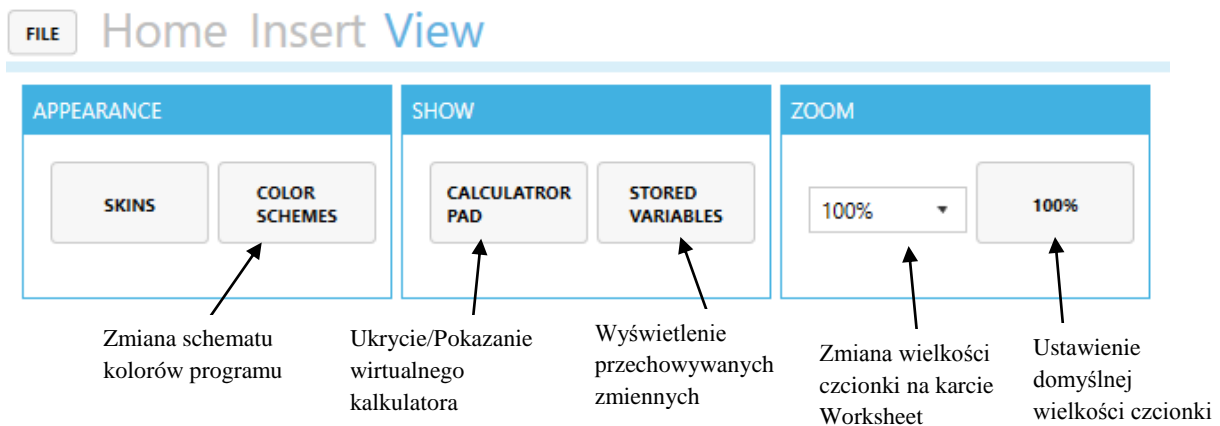 FILE Home Insert View
APPEARANCE
SKINS
COLOR
SCHEMES
SHOW
CALCULATROR
PAD
STORED
VARIABLES
ZOOM
100%
100%
Zmiana schematu
kolorów programu
Ukrycie/Pokazanie
wirtualnego
kalkulatora
Wyświetlenie
przechowywanych
zmiennych
Zmiana wielkości
czcionki na karcie
Worksheet
Ustawienie
domyślnej
wielkości czcionki